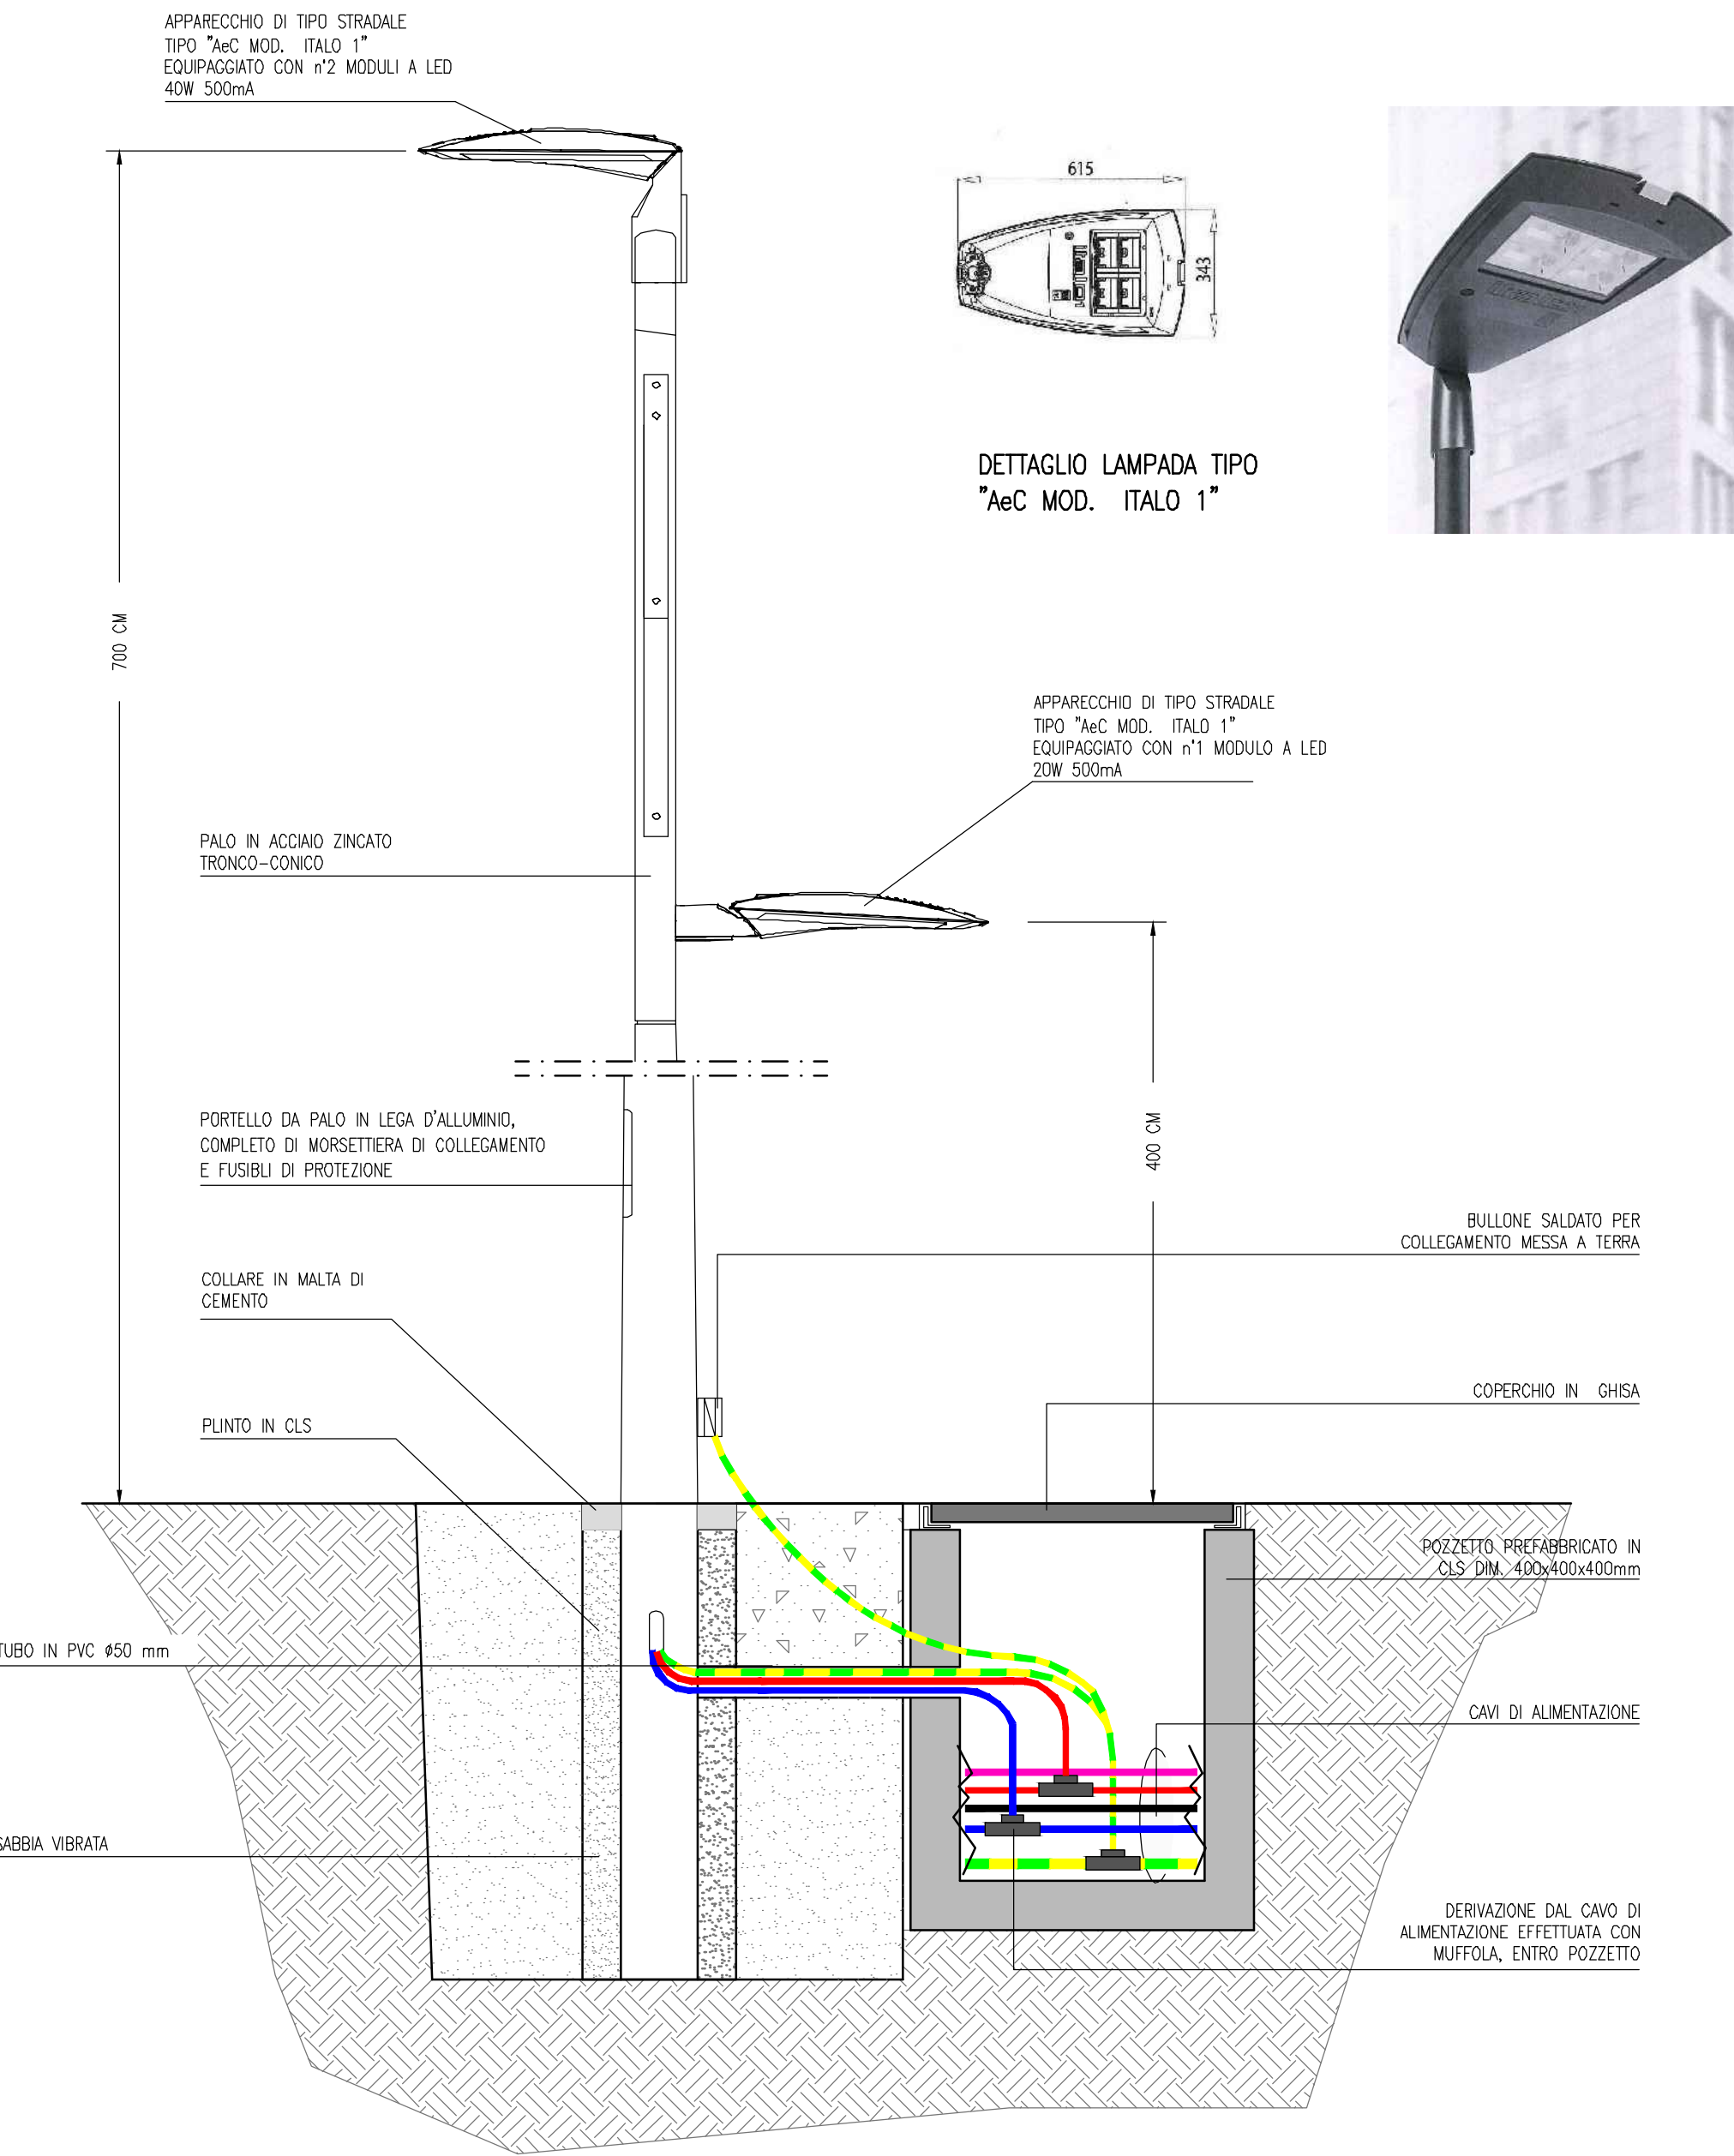 APPARECCHIO DI TIPO STRADALE
TIPO "AeC MOD. ITALO 1"
EQUIPAGGIATO CON n°2 MODULI A LED
40W 500mA
615
343
DETTAGLIO LAMPADA TIPO
"AeC MOD. ITALO 1"
700 CM
APPARECCHIO DI TIPO STRADALE
TIPO "AeC MOD. ITALO 1"
EQUIPAGGIATO CON n°1 MODULO A LED
20W 500mA
PALO IN ACCIAIO ZINCATO
TRONCO-CONICO
PORTELLO DA PALO IN LEGA D'ALLUMINIO,
COMPLETO DI MORSETTIERA DI COLLEGAMENTO
E FUSIBLI DI PROTEZIONE
400 CM
BULLONE SALDATO PER
COLLEGAMENTO MESSA A TERRA
COLLARE IN MALTA DI
CEMENTO
COPERCHIO IN GHISA
PLINTO IN CLS
POZZETTO PREFABBRICATO IN
CLS DIM. 400x400x400mm
TUBO IN PVC ø50 mm
CAVI DI ALIMENTAZIONE
SABBIA VIBRATA
DERIVAZIONE DAL CAVO DI
ALIMENTAZIONE EFFETTUATA CON
MUFFOLA, ENTRO POZZETTO